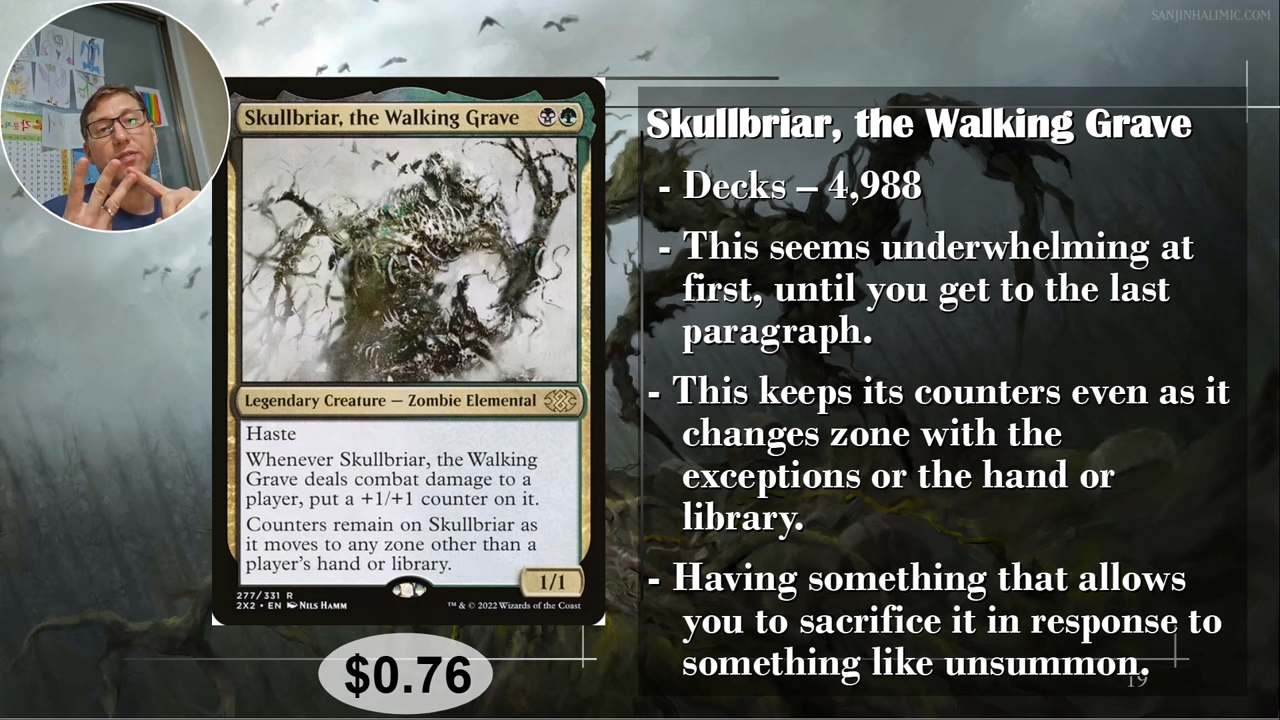 SANJINHALIMIC.COM
Skullbriar, the Walking Grave
Legendary Creature — Zombie Elemental
Haste
Whenever Skullbriar, the Walking
Grave deals combat damage to a
player, put a +1/+1 counter on it.
Counters remain on Skullbriar as
it moves to any zone other than a
player's hand or library.
1/1
277/331 R
2X2 • EN NILS HAMM
™ & © 2022 Wizards of the Coast
$0.76
Skullbriar, the Walking Grave
- Decks – 4,988
- This seems underwhelming at
first, until you get to the last
paragraph.
- This keeps its counters even as it
changes zone with the
exceptions or the hand or
library.
- Having something that allows
you to sacrifice it in response to
something like unsummon.
19